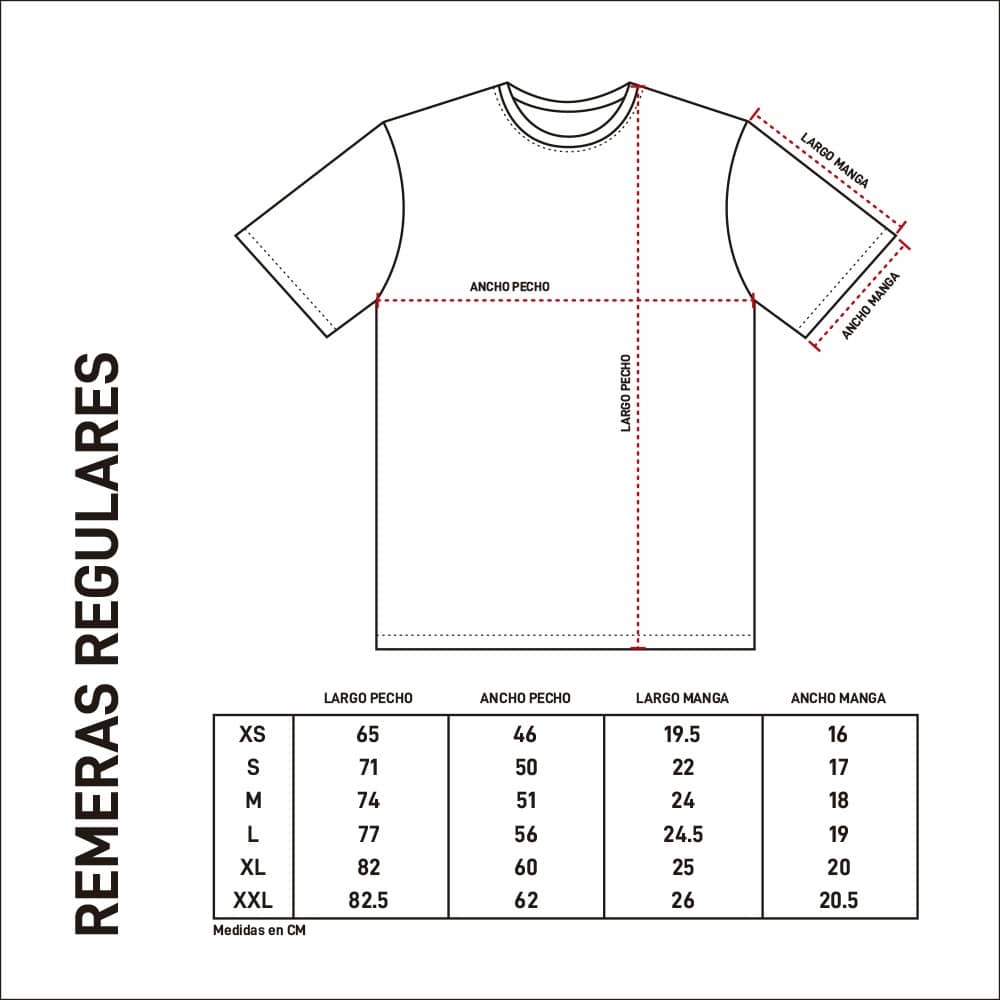 REMERAS REGULARES
LARGO MANGA
ANCHO MANGA
ANCHO PECHO
LARGO PECHO
LARGO PECHO ANCHO PECHO LARGO MANGA ANCHO MANGA
XS 65 46 19.5 16
S 71 50 22 17
M 74 51 24 18
L 77 56 24.5 19
XL 82 60 25 20
XXL 82.5 62 26 20.5
Medidas en CM